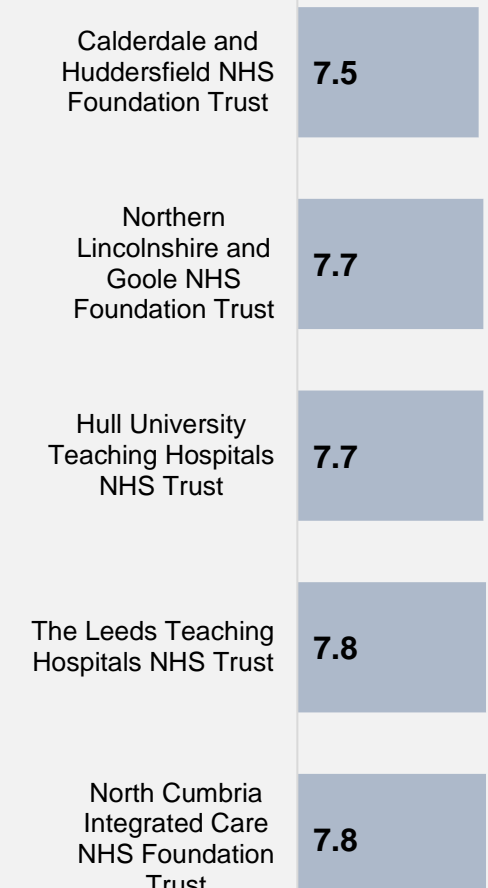 Calderdale and
Huddersfield NHS
Foundation Trust
7.5
Northern
Lincolnshire and
Goole NHS
Foundation Trust
7.7
Hull University
Teaching Hospitals
NHS Trust
7.7
The Leeds Teaching
Hospitals NHS Trust
7.8
North Cumbria
Integrated Care
NHS Foundation
Trust
7.8